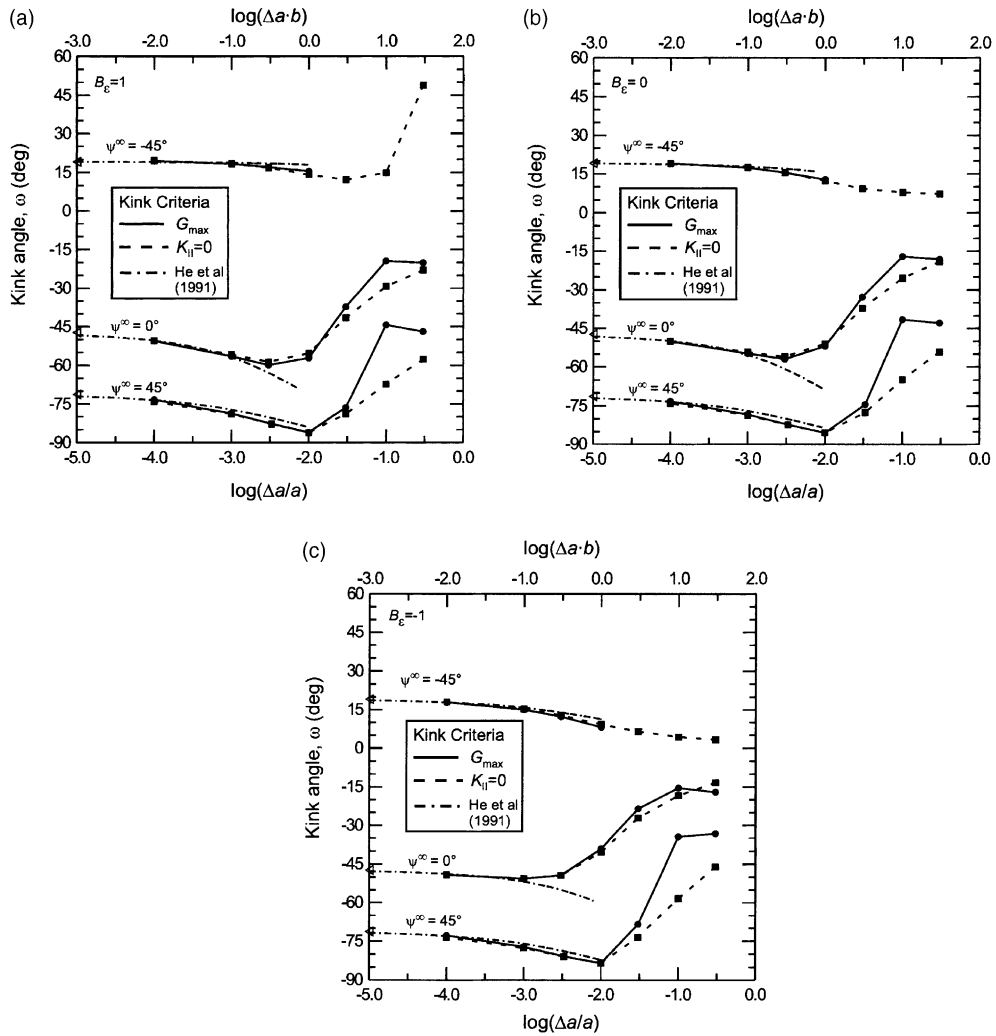 (a)
log(Δa·b)
-3.0 -2.0 -1.0 0.0 1.0 2.0
60
45
30
15
0
-15
-30
-45
-60
-75
-90
Kink angle, ω (deg)
Bε=1
ψ∞ = -45°
Kink Criteria
Gmax
KII=0
He et al
(1991)
ψ∞= 0°
ψ∞= 45°
-5.0 -4.0 -3.0 -2.0 -1.0 0.0
log(Δa/a)
(b)
log(Δa·b)
-3.0 -2.0 -1.0 0.0 1.0 2.0
60
45
30
15
0
-15
-30
-45
-60
-75
-90
Kink angle, ω (deg)
Bε= 0
ψ∞ = -45°
Kink Criteria
Gmax
KII=0
He et al
(1991)
ψ∞= 0°
ψ∞= 45°
-5.0 -4.0 -3.0 -2.0 -1.0 0.0
log(Δa/a)
(c)
log(Δa·b)
-3.0 -2.0 -1.0 0.0 1.0 2.0
60
45
30
15
0
-15
-30
-45
-60
-75
-90
Kink angle, ω (deg)
Bε=-1
ψ∞ = -45°
Kink Criteria
Gmax
KII=0
He et al
(1991)
ψ∞= 0°
ψ∞= 45°
-5.0 -4.0 -3.0 -2.0 -1.0 0.0
log(Δa/a)